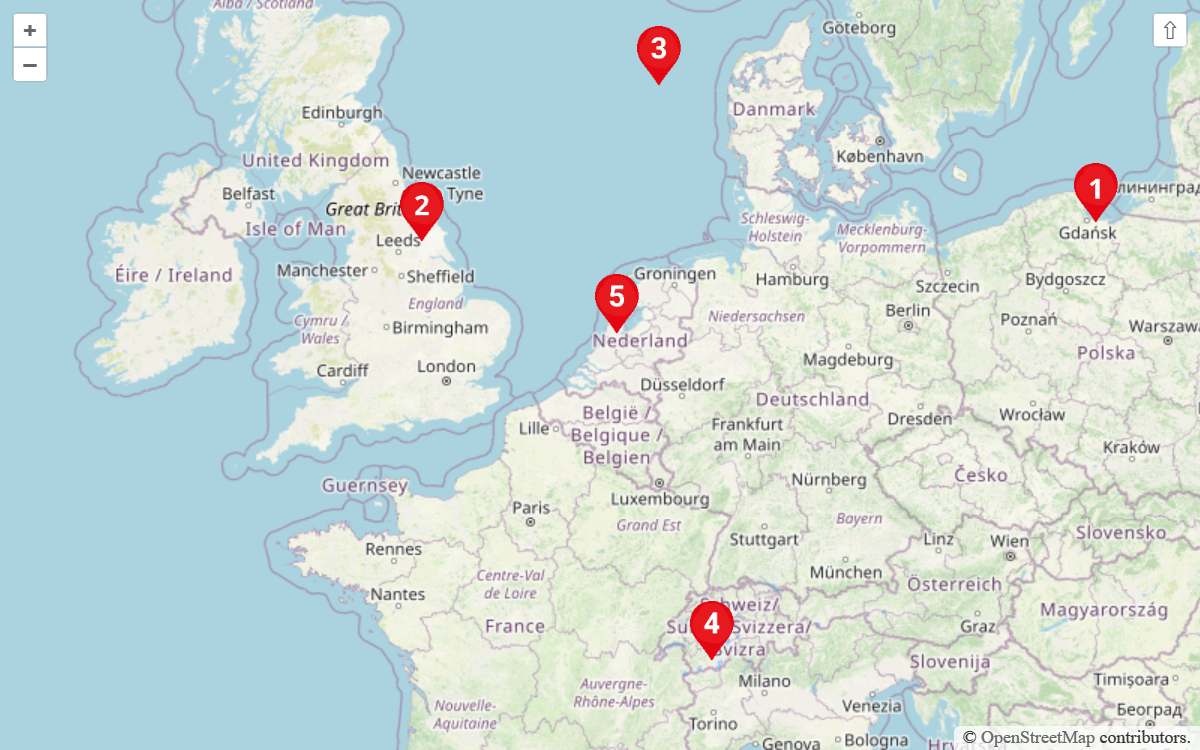 Alba / Scotland
+
−
⇧
3
Göteborg
Edinburgh
Danmark
United Kingdom
København
Newcastle
Tyne
1
Belfast
2
Great Brit
Isle of Man
Leeds
Schleswig-
Holstein
Mecklenburg-
Vorpommern
Gdańsk
Éire / Ireland
Manchester
Sheffield
Groningen
Hamburg
Szczecin
Bydgoszcz
5
England
Cymru /
Wales
Birmingham
Niedersachsen
Berlin
Poznań
Warszawa
Nederland
Polska
Cardiff
London
Magdeburg
Düsseldorf
Deutschland
België /
Belgique /
Belgien
Lille
Frankfurt
am Main
Dresden
Wrocław
Kraków
Česko
Guernsey
Nürnberg
Luxembourg
Paris
Grand Est
Bayern
Stuttgart
Linz
Wien
Slovensko
Rennes
München
Österreich
Centre-Val
de Loire
Nantes
4
Magyarország
France
Svizzera/
Graz
Slovenija
Milano
Timișoara
Auvergne-
Rhône-Alpes
Nouvelle-
Aquitaine
Venezia
Torino
Београд
Genova
Bologna
© OpenStreetMap contributors.